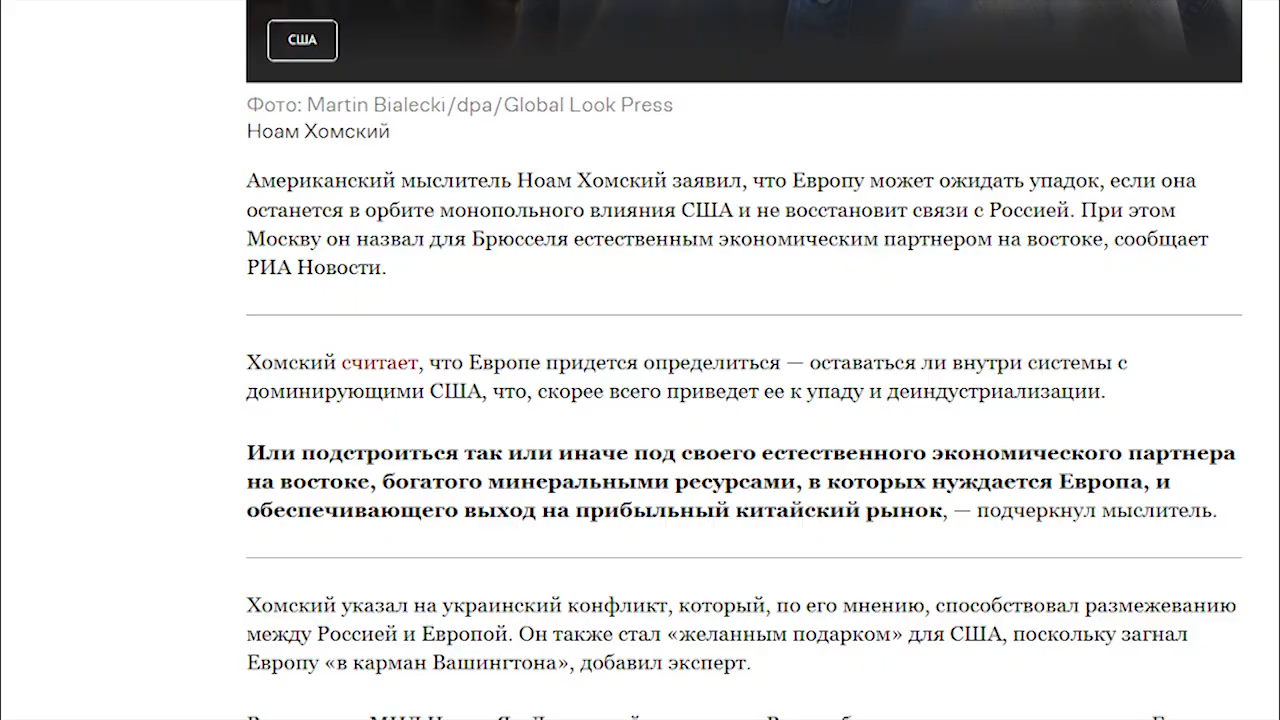 США
Фото: Martin Bialecki/dpa/Global Look Press
Ноам Хомский
Американский мыслитель Ноам Хомский заявил, что Европу может ожидать упадок, если она
останется в орбите монопольного влияния США и не восстановит связи с Россией. При этом
Москву он назвал для Брюсселя естественным экономическим партнером на востоке, сообщает
РИА Новости.
Хомский считает, что Европе придется определиться — оставаться ли внутри системы с
доминирующими США, что, скорее всего приведет ее к упаду и деиндустриализации.
Или подстроиться так или иначе под своего естественного экономического партнера
на востоке, богатого минеральными ресурсами, в которых нуждается Европа, и
обеспечивающего выход на прибыльный китайский рынок, — подчеркнул мыслитель.
Хомский указал на украинский конфликт, который, по его мнению, способствовал размежеванию
между Россией и Европой. Он также стал «желанным подарком» для США, поскольку загнал
Европу «в карман Вашингтона», добавил эксперт.